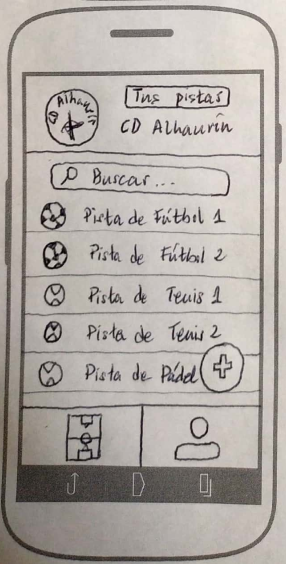 CD Alhaurín
Tus pistas
CD Alhaurín
Buscar...
Pista de Fútbol 1
Pista de Fútbol 2
Pista de Tenis 1
Pista de Tenis 2
Pista de Pádel